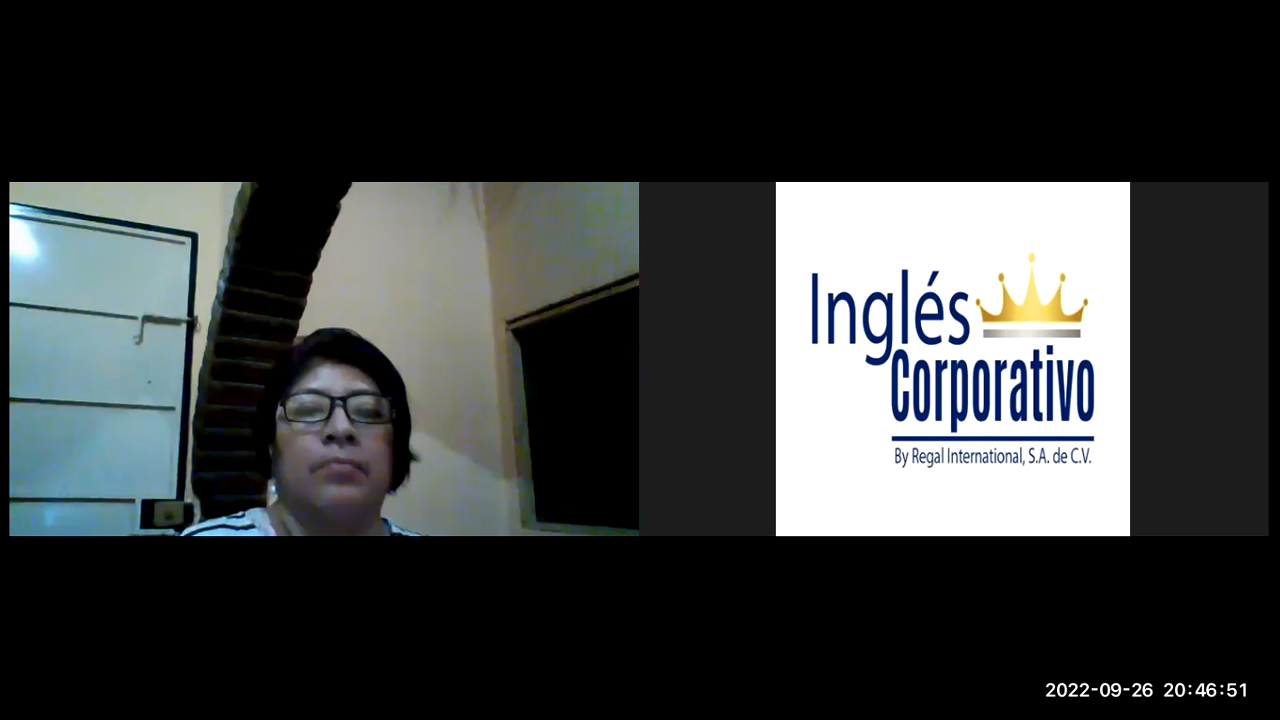 Inglés
Corporativo
By Regal International, S.A. de C.V.
2022-09-26 20:46:51